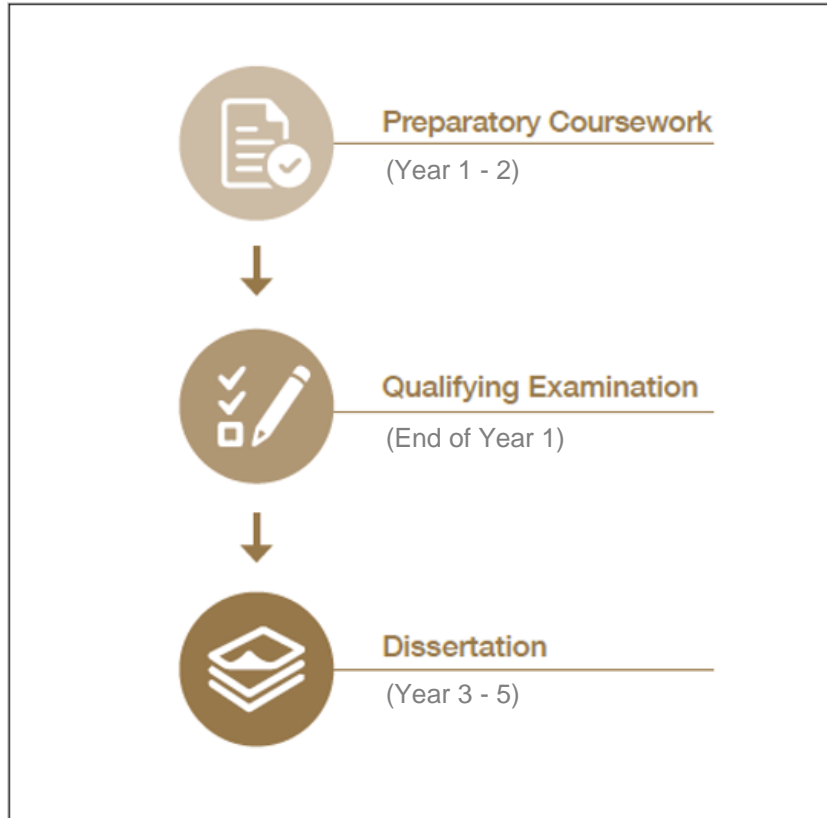 Preparatory Coursework
(Year 1 - 2)
Qualifying Examination
(End of Year 1)
Dissertation
(Year 3 - 5)